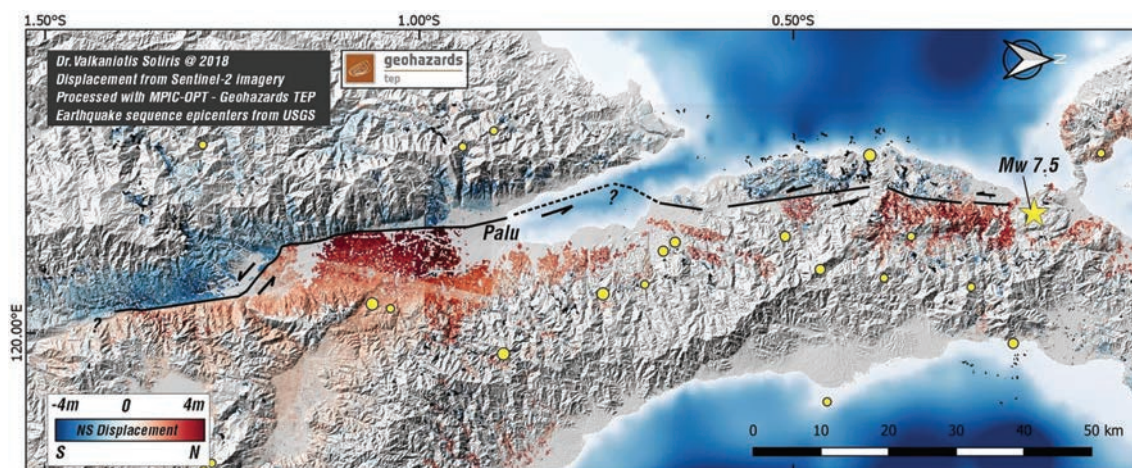 1.50°S
1.00°S
0.50°S
Dr.Valkaniotis Sotiris @ 2018
Displacement from Sentinel-2 imagery
Processed with MPIC-OPT - Geohazards TEP
Earthquake sequence epicenters from USGS
geohazards
tep
N
Mw 7.5
?
Palu
?
120.00°E
-4m 0 4m
NS Displacement
S N
0 10 20 30 40 50 km